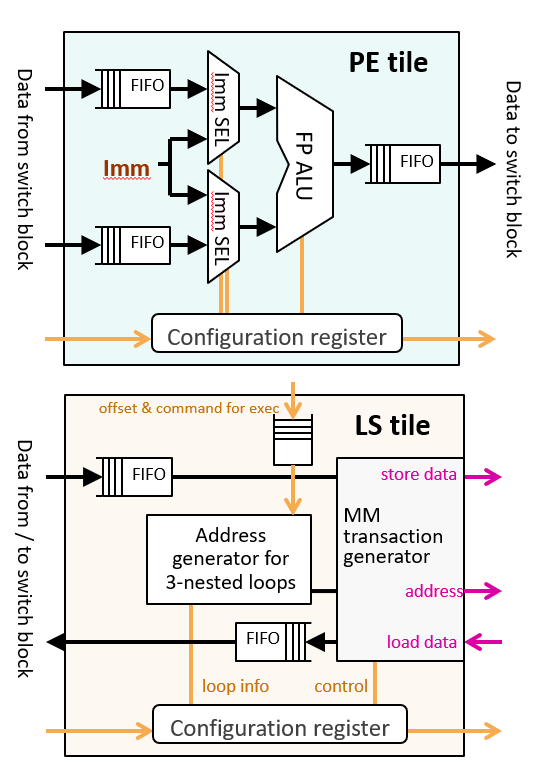 PE tile
Data from switch block
FIFO
Imm SEL
Imm
FP ALU
FIFO
Data to
switch block
Imm SEL
FIFO
Configuration register
offset & command for exec
LS tile
Data from / to switch block
FIFO
store data
MM
transaction
generator
Address
generator for
3-nested loops
address
FIFO
load data
loop info
control
Configuration register